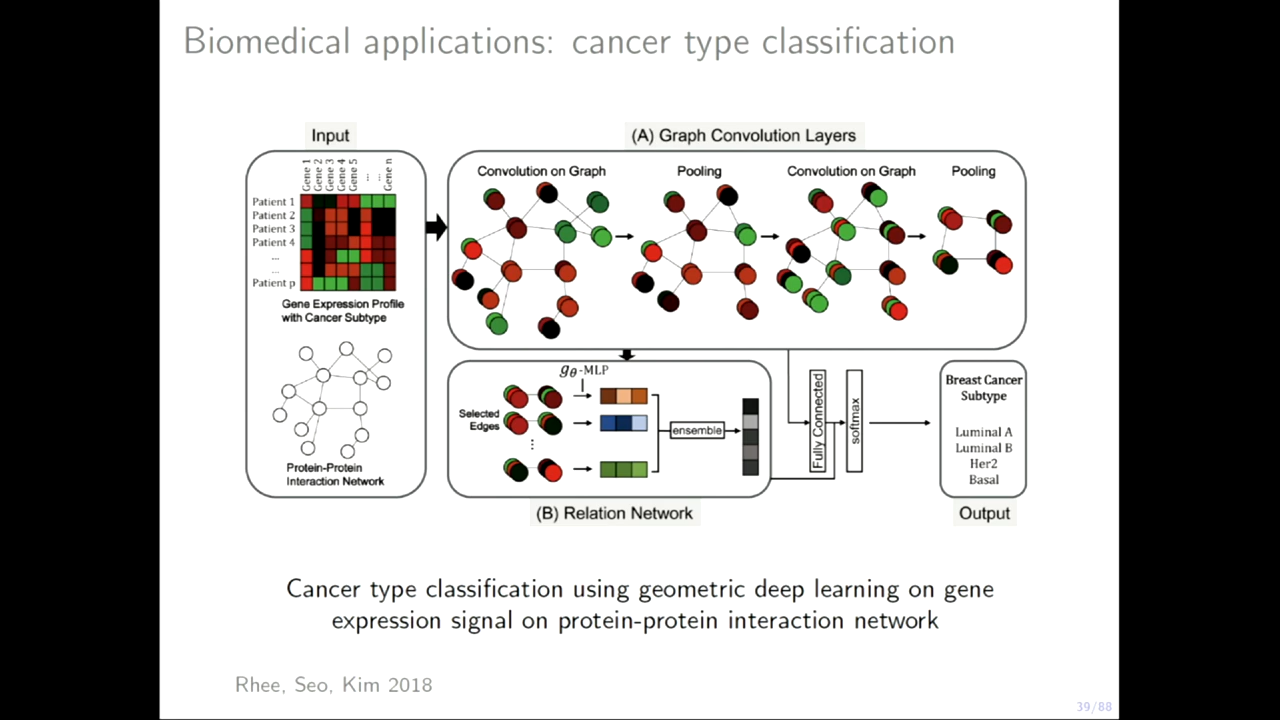 Biomedical applications: cancer type classification
Input
Gene 1
Gene 2
Gene 3
Gene 4
Gene 5
...
...
Gene n
Patient 1
Patient 2
Patient 3
Patient 4
...
...
Patient p
Gene Expression Profile
with Cancer Subtype
Protein-Protein
Interaction Network
(A) Graph Convolution Layers
Convolution on Graph
Pooling
Convolution on Graph
Pooling
gθ-MLP
Selected
Edges
⋮
ensemble
(B) Relation Network
Fully Connected
softmax
Breast Cancer
Subtype
Luminal A
Luminal B
Her2
Basal
Output
Cancer type classification using geometric deep learning on gene
expression signal on protein-protein interaction network
Rhee, Seo, Kim 2018
39/88